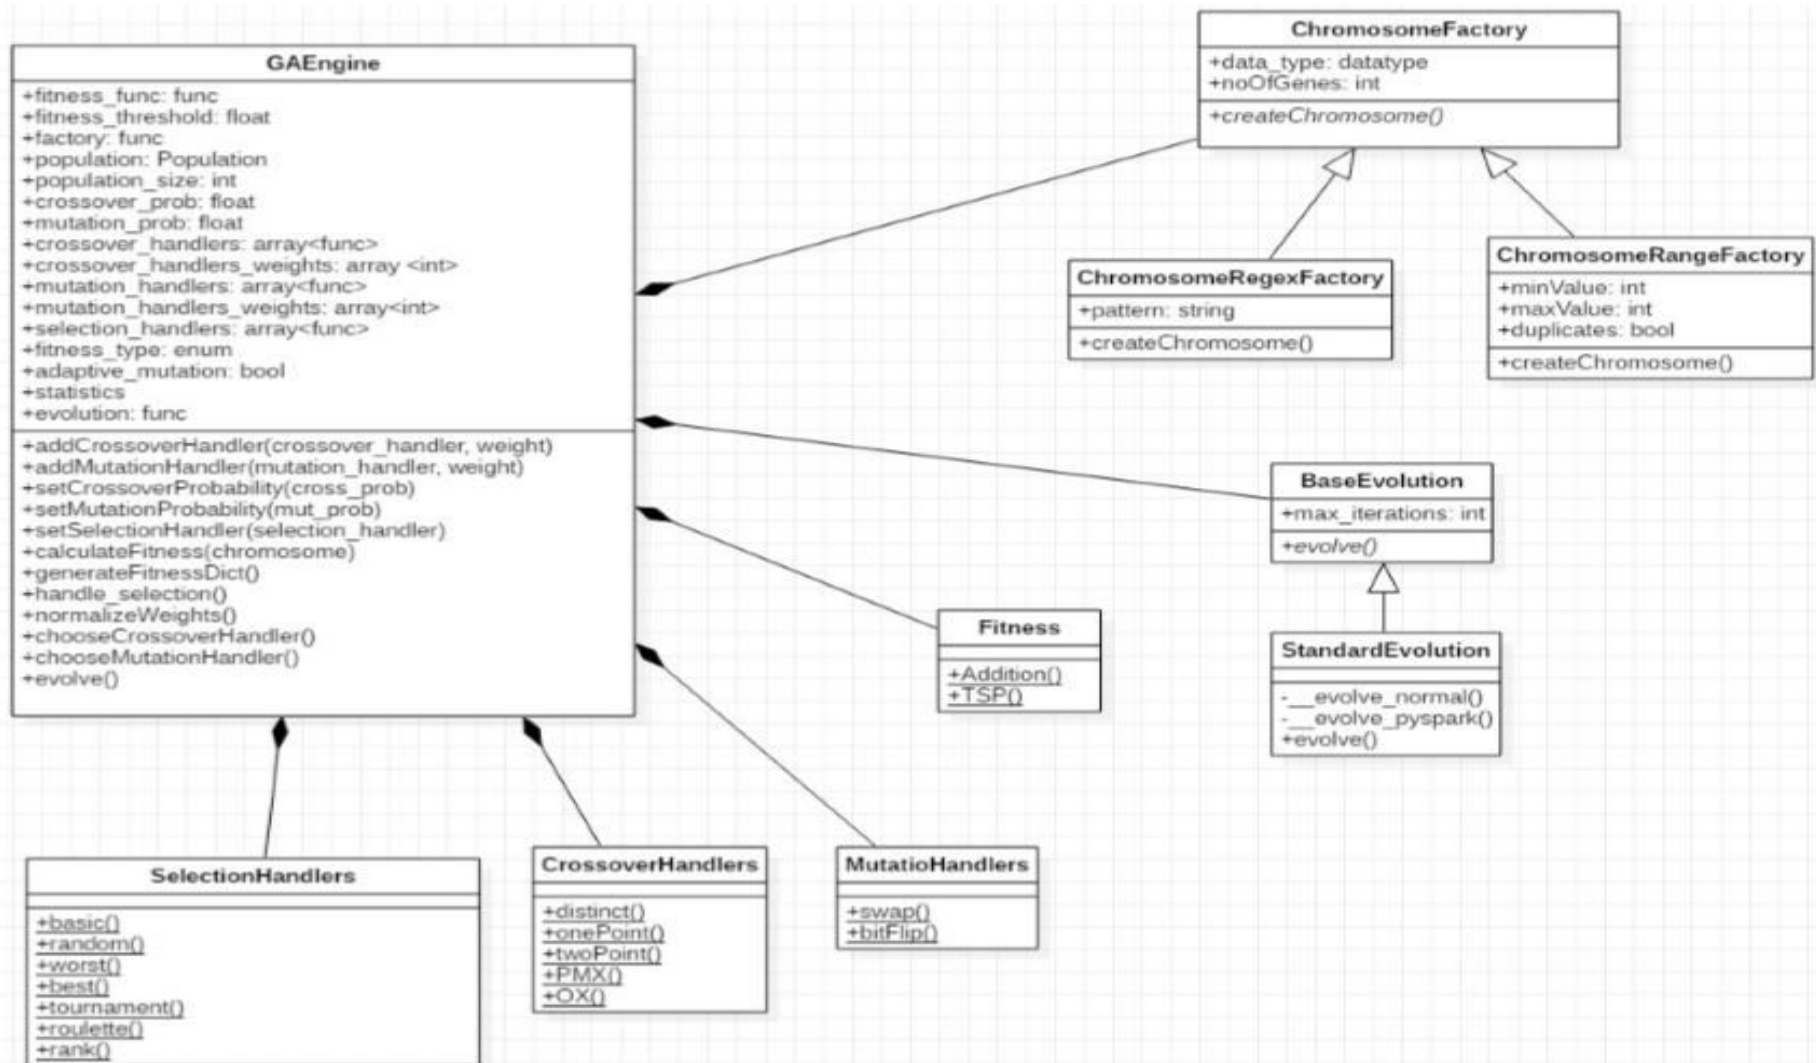 GAEngine
+fitness_func: func
+fitness_threshold: float
+factory: func
+population: Population
+population_size: int
+crossover_prob: float
+mutation_prob: float
+crossover_handlers: array<func>
+crossover_handlers_weights: array <int>
+mutation_handlers: array<func>
+mutation_handlers_weights: array<int>
+selection_handlers: array<func>
+fitness_type: enum
+adaptive_mutation: bool
+statistics
+evolution: func
+addCrossoverHandler(crossover_handler, weight)
+addMutationHandler(mutation_handler, weight)
+setCrossoverProbability(cross_prob)
+setMutationProbability(mut_prob)
+setSelectionHandler(selection_handler)
+calculateFitness(chromosome)
+generateFitnessDict()
+handle_selection()
+normalizeWeights()
+chooseCrossoverHandler()
+chooseMutationHandler()
+evolve()
ChromosomeFactory
+data_type: datatype
+noOfGenes: int
+createChromosome()
ChromosomeRegexFactory
+pattern: string
+createChromosome()
ChromosomeRangeFactory
+minValue: int
+maxValue: int
+duplicates: bool
+createChromosome()
BaseEvolution
+max_iterations: int
+evolve()
StandardEvolution
-__evolve_normal()
-__evolve_pyspark()
+evolve()
Fitness
+Addition()
+TSP()
SelectionHandlers
+basic()
+random()
+worst()
+best()
+tournament()
+roulette()
+rank()
CrossoverHandlers
+distinct()
+onePoint()
+twoPoint()
+PMX()
+OX()
MutatioHandlers
+swap()
+bitFlip()